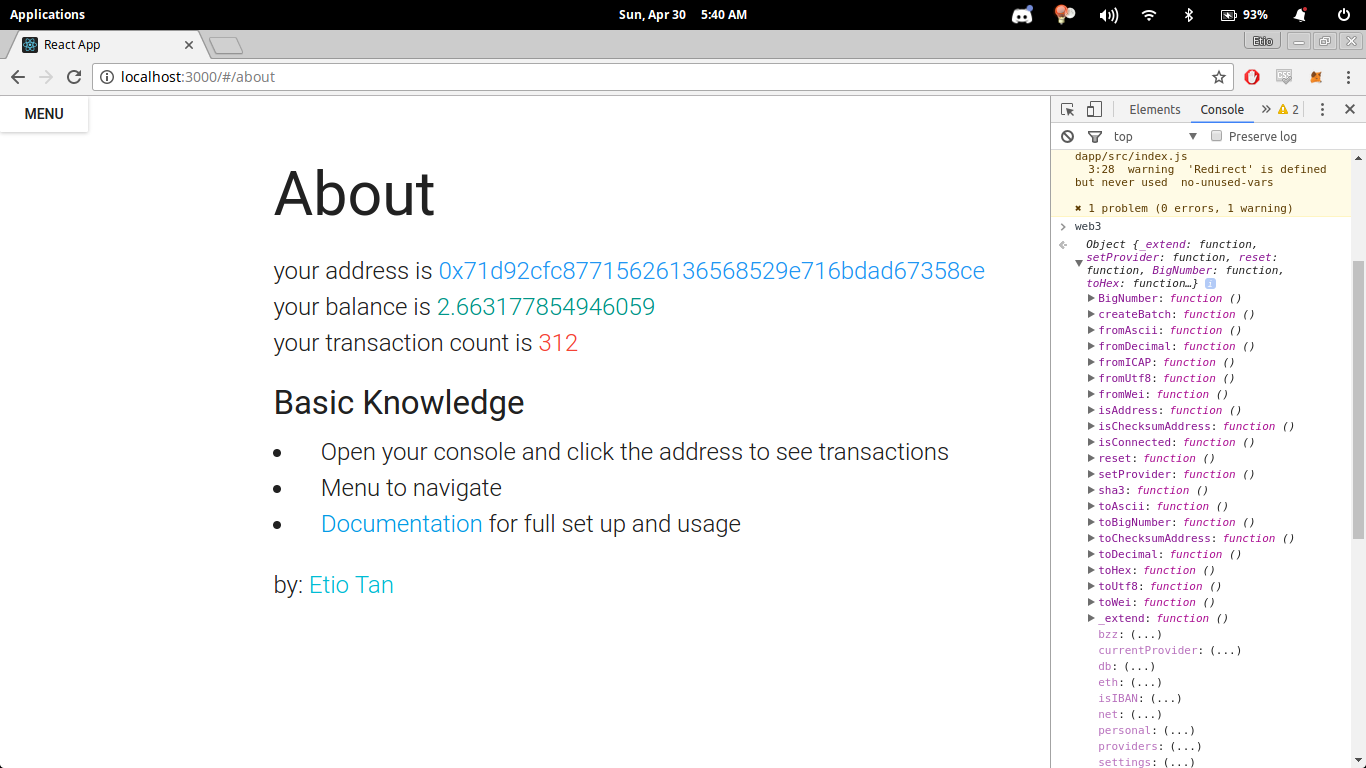 Applications
Sun, Apr 30 5:40 AM
93%
React App
Etio
localhost:3000/#/about
MENU
About
your address is 0x71d92cfc87715626136568529e716bdad67358ce
your balance is 2.663177854946059
your transaction count is 312
Basic Knowledge
• Open your console and click the address to see transactions
• Menu to navigate
• Documentation for full set up and usage
by: Etio Tan
Elements Console » 2
top Preserve log
dapp/src/index.js
3:28 warning 'Redirect' is defined
but never used no-unused-vars
✖ 1 problem (0 errors, 1 warning)
> web3
Object {_extend: function,
setProvider: function, reset:
function, BigNumber: function,
toHex: function…}
BigNumber: function ()
createBatch: function ()
fromAscii: function ()
fromDecimal: function ()
fromICAP: function ()
fromUtf8: function ()
fromWei: function ()
isAddress: function ()
isChecksumAddress: function ()
isConnected: function ()
reset: function ()
setProvider: function ()
sha3: function ()
toAscii: function ()
toBigNumber: function ()
toChecksumAddress: function ()
toDecimal: function ()
toHex: function ()
toUtf8: function ()
toWei: function ()
_extend: function ()
bzz: (...)
currentProvider: (...)
db: (...)
eth: (...)
isIBAN: (...)
net: (...)
personal: (...)
providers: (...)
settings: (...)